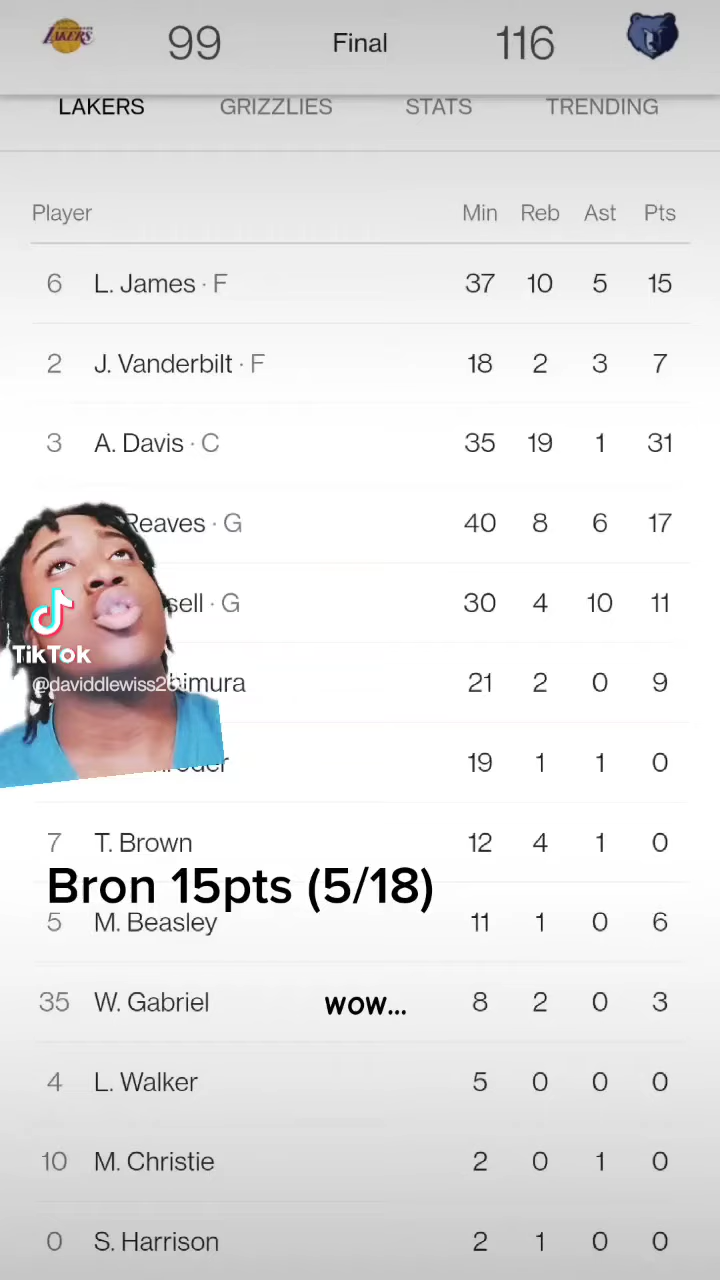 LAKERS 99 Final 116
LAKERS GRIZZLIES STATS TRENDING
Player Min Reb Ast Pts
6 L. James · F 37 10 5 15
2 J. Vanderbilt · F 18 2 3 7
3 A. Davis · C 35 19 1 31
Reaves · G 40 8 6 17
sell · G 30 4 10 11
TikTok
@daviddlewiss2
imura 21 2 0 9
19 1 1 0
7 T. Brown 12 4 1 0
Bron 15pts (5/18)
5 M. Beasley 11 1 0 6
35 W. Gabriel 8 2 0 3
wow...
4 L. Walker 5 0 0 0
10 M. Christie 2 0 1 0
0 S. Harrison 2 1 0 0